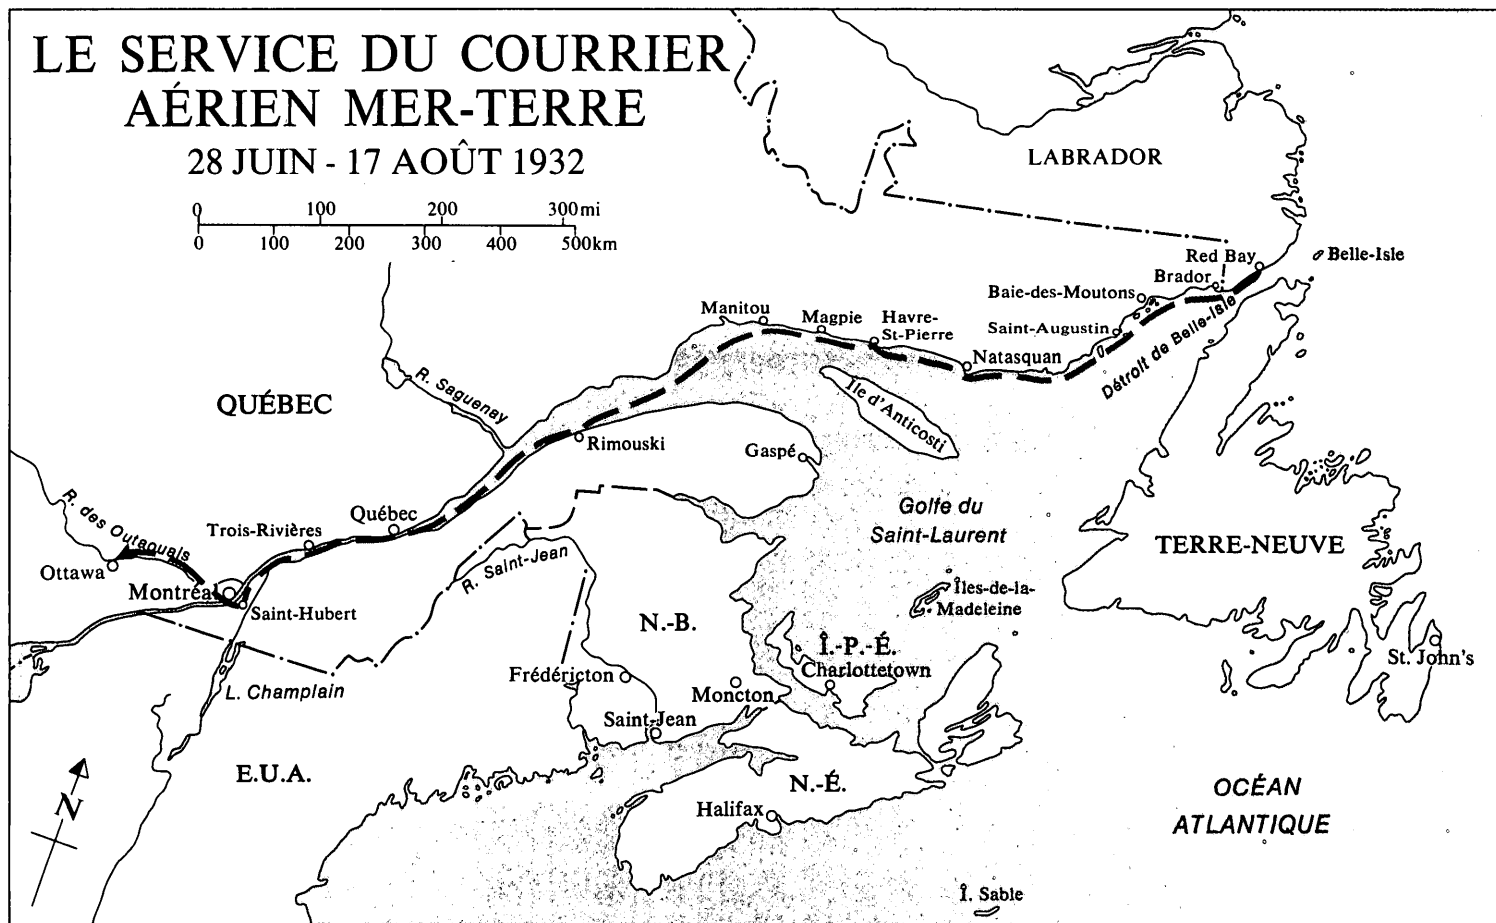 LE SERVICE DU COURRIER
AÉRIEN MER-TERRE
28 JUIN - 17 AOÛT 1932
0 100 200 300 mi
0 100 200 300 400 500km
LABRADOR
Red Bay
Belle-Isle
Brador
Baie-des-Moutons
Saint-Augustin
Détroit de Belle-Isle
Manitou
Magpie
Havre-
St-Pierre
Natasquan
Île d'Anticosti
R. Saguenay
QUÉBEC
Rimouski
Gaspé
Golfe du
Saint-Laurent
R. des Outaouais
Trois-Rivières
Québec
Ottawa
Montréal
Saint-Hubert
R. Saint-Jean
TERRE-NEUVE
Îles-de-la-
Madeleine
N.-B.
Î.-P.-É.
Charlottetown
St. John's
L. Champlain
Frédéricton
Moncton
Saint-Jean
E.U.A.
N.-É.
Halifax
OCÉAN
ATLANTIQUE
N
Î. Sable